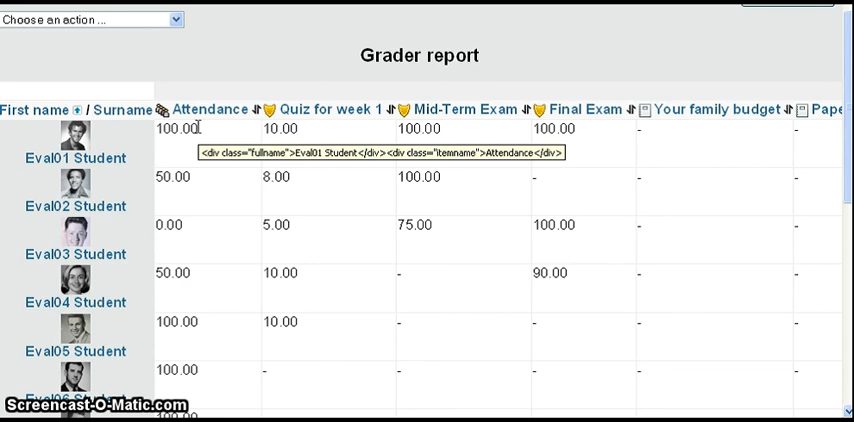 Choose an action ...
Grader report
First name / Surname Attendance Quiz for week 1 Mid-Term Exam Final Exam Your family budget Pape
100.00 10.00 100.00 100.00 - -
Eval01 Student
<div class="fullname">Eval01 Student</div><div class="itemname">Attendance</div>
50.00 8.00 100.00 - - -
Eval02 Student
0.00 5.00 75.00 100.00 - -
Eval03 Student
50.00 10.00 - 90.00 - -
Eval04 Student
100.00 10.00 - - - -
Eval05 Student
100.00 - - - - -
Eval06 Student
Screencast-O-Matic.com
100.00